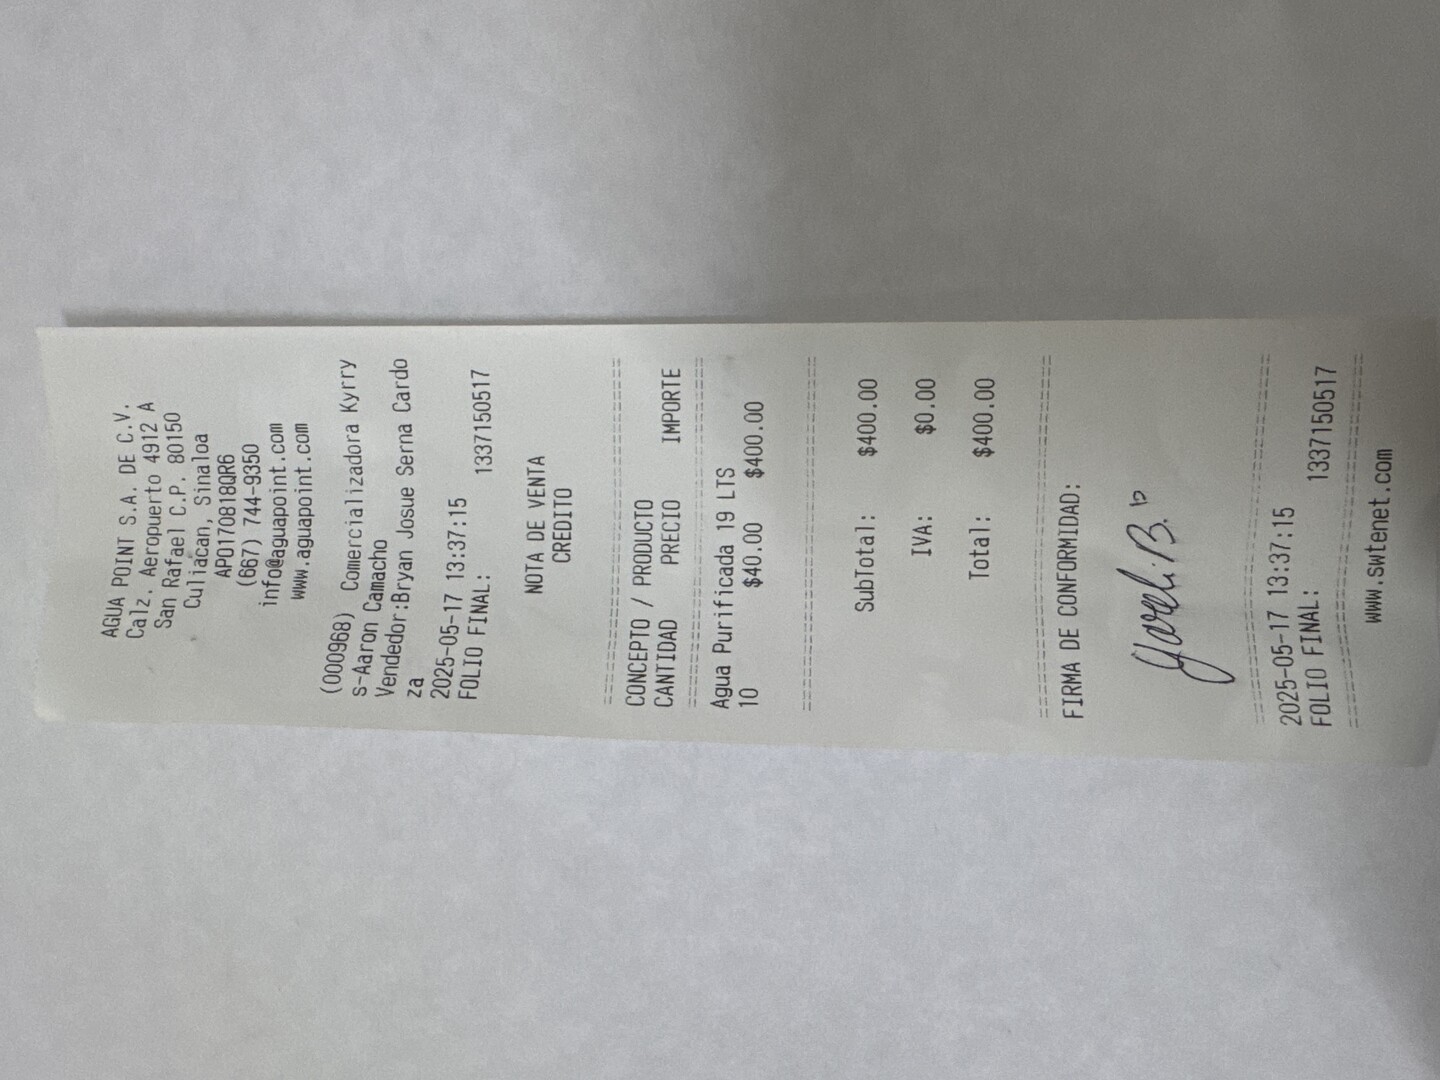 AGUA POINT S.A. DE C.V.
Calz. Aeropuerto 4912 A
San Rafael C.P. 80150
Culiacan, Sinaloa
APO170818QR6
(667) 744-9350
info@aguapoint.com
www.aguapoint.com
(000968) Comercializadora Kyrry
s-Aaron Camacho
Vendedor:Bryan Josue Serna Cardo
za
2025-05-17 13:37:15
FOLIO FINAL: 1337150517
NOTA DE VENTA
CREDITO
CONCEPTO / PRODUCTO
CANTIDAD PRECIO IMPORTE
Agua Purificada 19 LTS
10 $40.00 $400.00
SubTotal: $400.00
IVA: $0.00
Total: $400.00
FIRMA DE CONFORMIDAD:
2025-05-17 13:37:15
FOLIO FINAL: 1337150517
www.swtenet.com